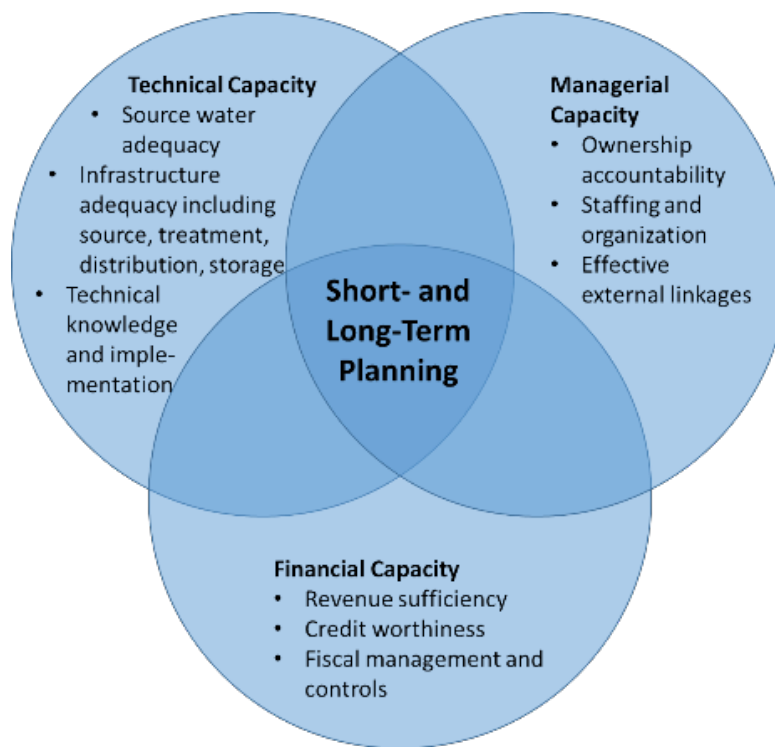 Technical Capacity
• Source water
adequacy
• Infrastructure
adequacy including
source, treatment,
distribution, storage
• Technical
knowledge
and imple-
mentation
Managerial
Capacity
• Ownership
accountability
• Staffing and
organization
• Effective
external linkages
Short- and
Long-Term
Planning
Financial Capacity
• Revenue sufficiency
• Credit worthiness
• Fiscal management and
controls